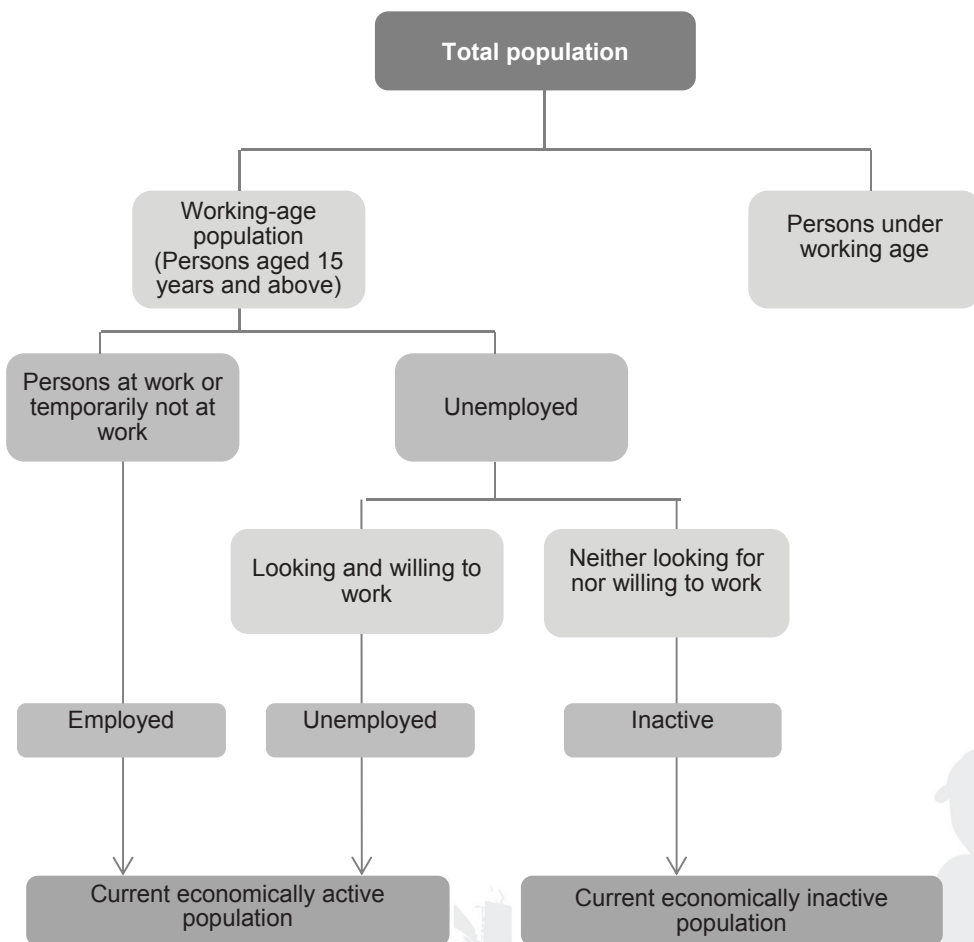 Total population
Working-age
population
(Persons aged 15
years and above)
Persons under
working age
Persons at work or
temporarily not at
work
Unemployed
Looking and willing to
work
Neither looking for
nor willing to work
Employed
Unemployed
Inactive
Current economically active
population
Current economically inactive
population